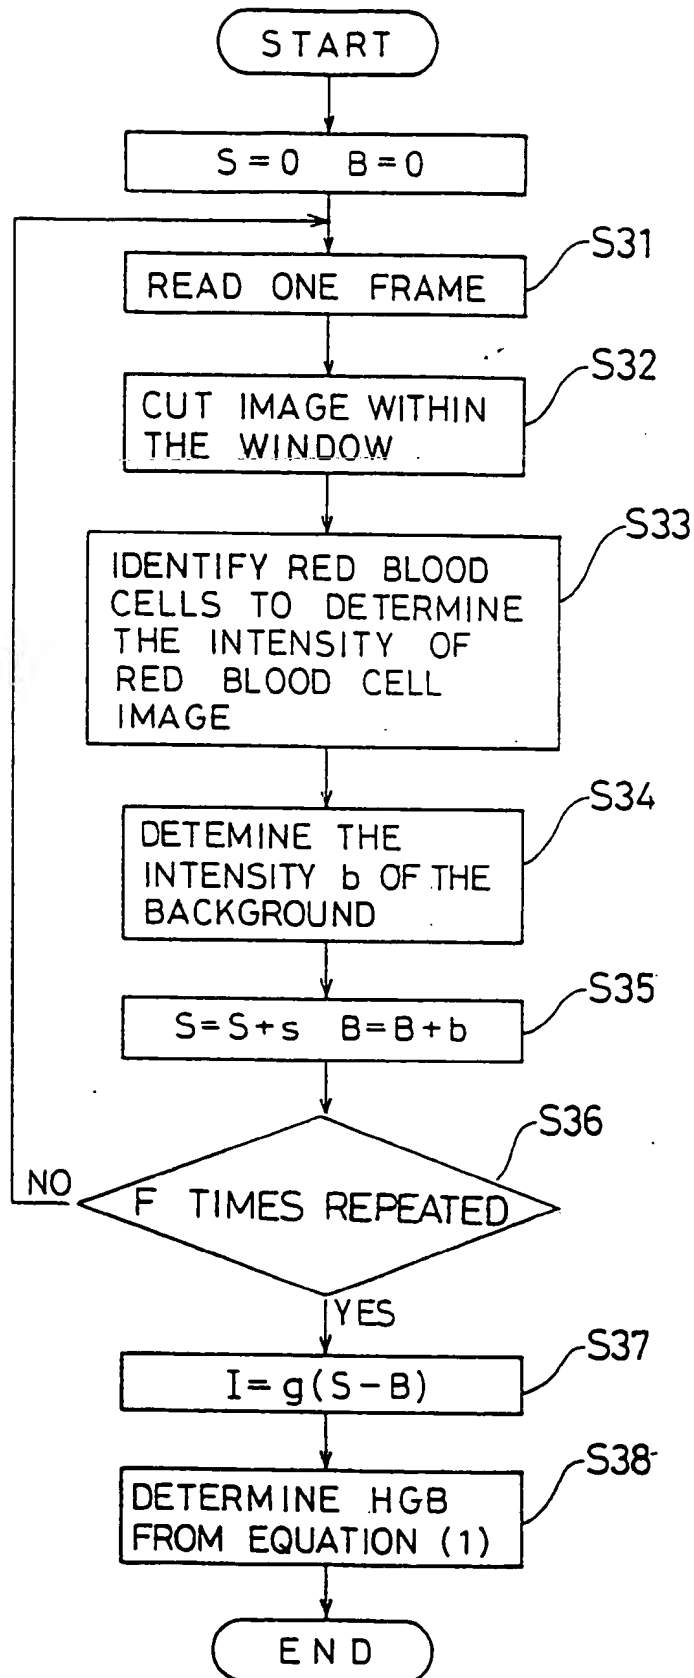 START
S=0 B=0
S31
READ ONE FRAME
S32
CUT IMAGE WITHIN
THE WINDOW
S33
IDENTIFY RED BLOOD
CELLS TO DETERMINE
THE INTENSITY OF
RED BLOOD CELL
IMAGE
S34
DETEMINE THE
INTENSITY b OF THE
BACKGROUND
S35
S=S+s B=B+b
S36
NO
F TIMES REPEATED
YES
S37
I=g(S-B)
S38
DETERMINE HGB
FROM EQUATION (1)
END